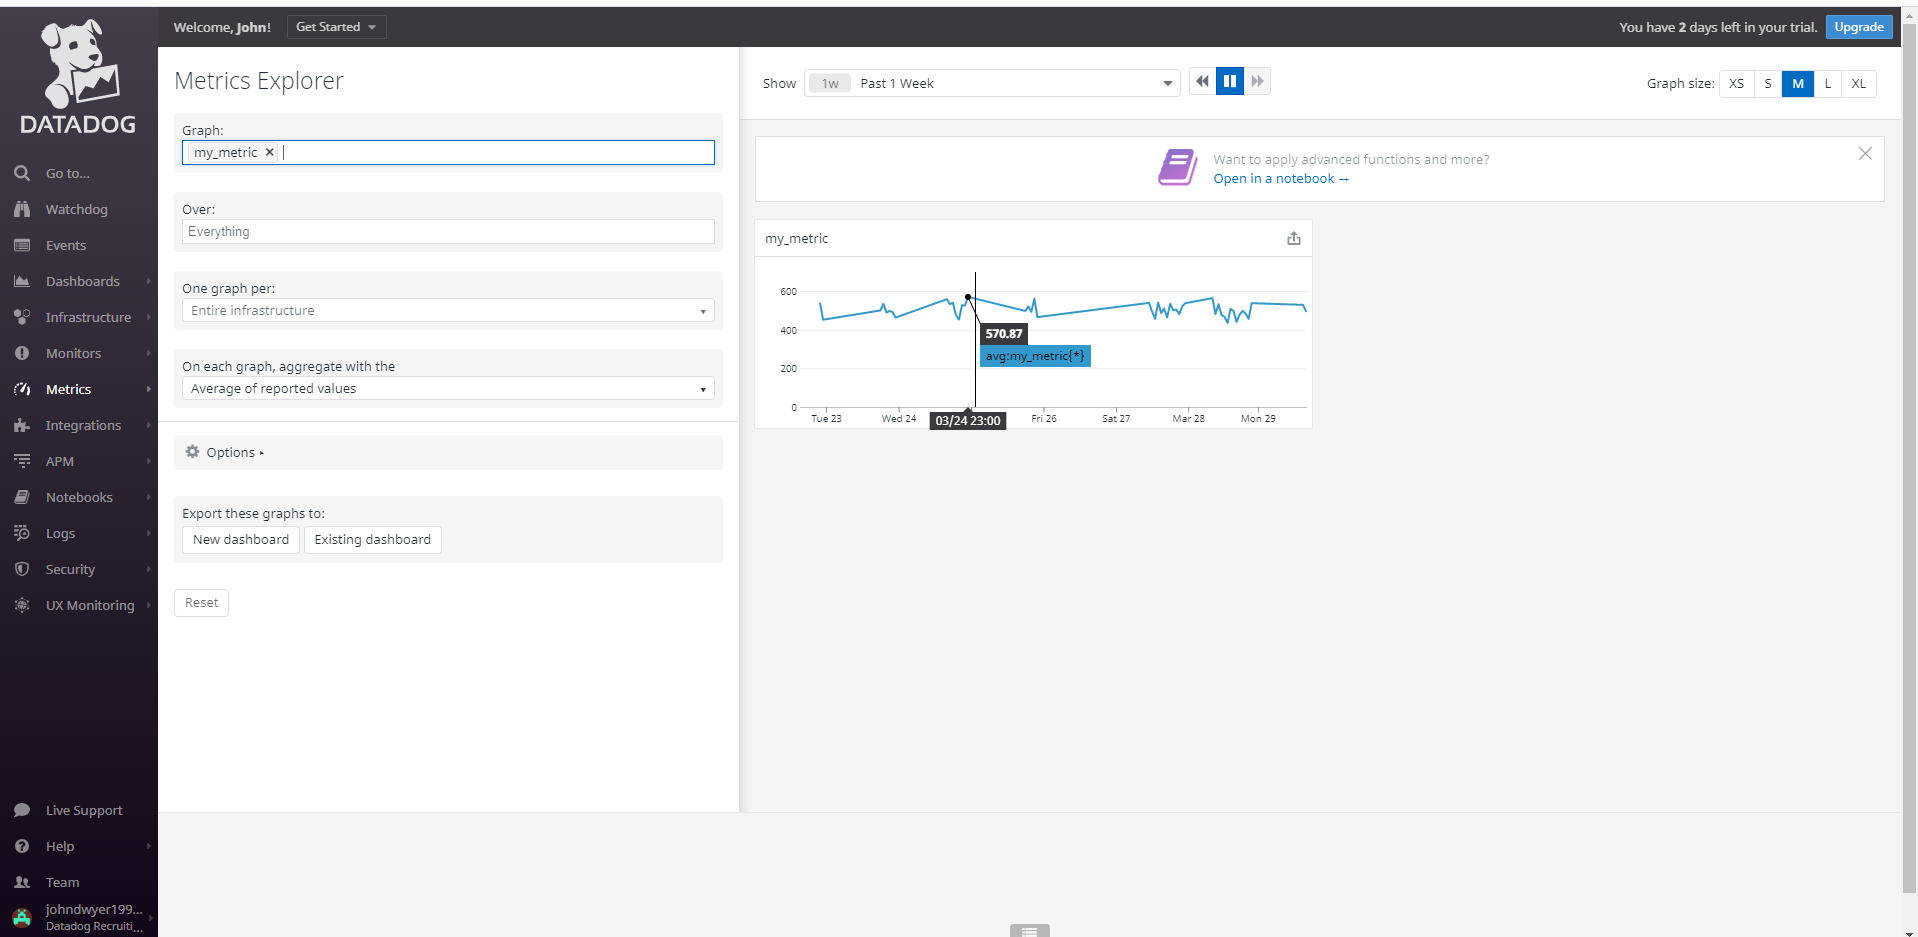 DATADOG
Go to...
Watchdog
Events
Dashboards
Infrastructure
Monitors
Metrics
Integrations
APM
Notebooks
Logs
Security
UX Monitoring
Live Support
Help
Team
johndwyer199...
Datadog Recruiti...
Welcome, John!
Get Started
You have 2 days left in your trial.
Upgrade
Metrics Explorer
Graph:
my_metric ×
Over:
Everything
One graph per:
Entire infrastructure
On each graph, aggregate with the
Average of reported values
Options
Export these graphs to:
New dashboard
Existing dashboard
Reset
Show
1w Past 1 Week
Graph size:
XS S M L XL
Want to apply advanced functions and more?
Open in a notebook →
my_metric
600
400
200
0
570.87
avg:my_metric{*}
Tue 23
Wed 24
03/24 23:00
Fri 26
Sat 27
Mar 28
Mon 29